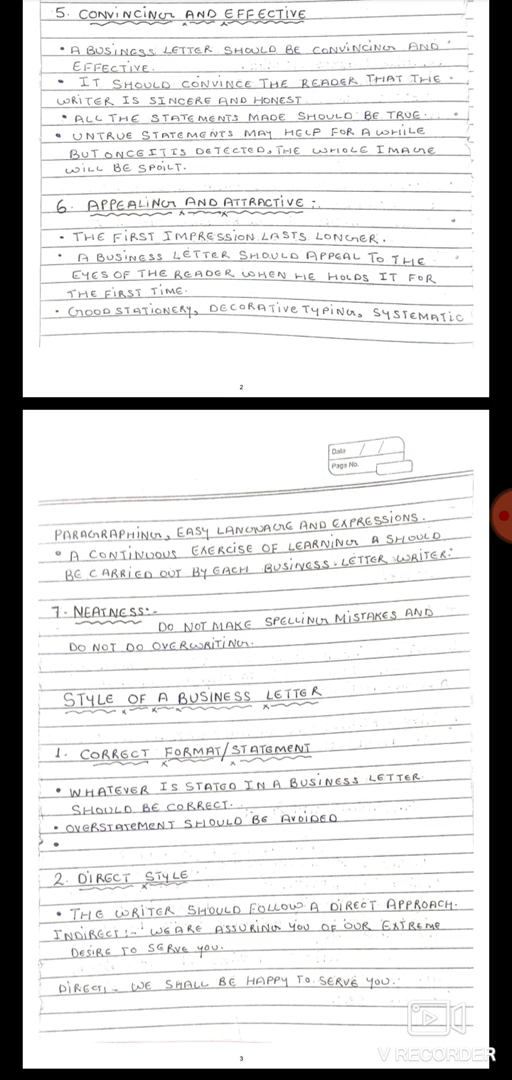 5. CONVINCING AND EFFECTIVE
• A BUSINESS LETTER SHOULD BE CONVINCING AND
EFFECTIVE.
• IT SHOULD CONVINCE THE READER THAT THE
WRITER IS SINCERE AND HONEST
• ALL THE STATEMENTS MADE SHOULD BE TRUE.
• UNTRUE STATEMENTS MAY HELP FOR A WHILE
BUT ONCE IT IS DETECTED, THE WHOLE IMAGE
WILL BE SPOILT.
6. APPEALING AND ATTRACTIVE:-
• THE FIRST IMPRESSION LASTS LONGER.
• A BUSINESS LETTER SHOULD APPEAL TO THE
EYES OF THE READER WHEN HE HOLDS IT FOR
THE FIRST TIME.
• GOOD STATIONERY, DECORATIVE TYPING, SYSTEMATIC
2
Date / /
Page No.
PARAGRAPHING, EASY LANGUAGE AND EXPRESSIONS.
• A CONTINUOUS EXERCISE OF LEARNING A SHOULD
BE CARRIED OUT BY EACH BUSINESS LETTER WRITER.
7. NEATNESS:-
DO NOT MAKE SPELLING MISTAKES AND
DO NOT DO OVERWRITING.
STYLE OF A BUSINESS LETTER
1. CORRECT FORMAT/STATEMENT
• WHATEVER IS STATED IN A BUSINESS LETTER
SHOULD BE CORRECT.
• OVERSTATEMENT SHOULD BE AVOIDED
•
2. DIRECT STYLE
• THE WRITER SHOULD FOLLOW A DIRECT APPROACH.
INDIRECT:- WE ARE ASSURING YOU OF OUR EXTREME
DESIRE TO SERVE YOU.
DIRECT:- WE SHALL BE HAPPY TO SERVE YOU.
V RECORDER
3